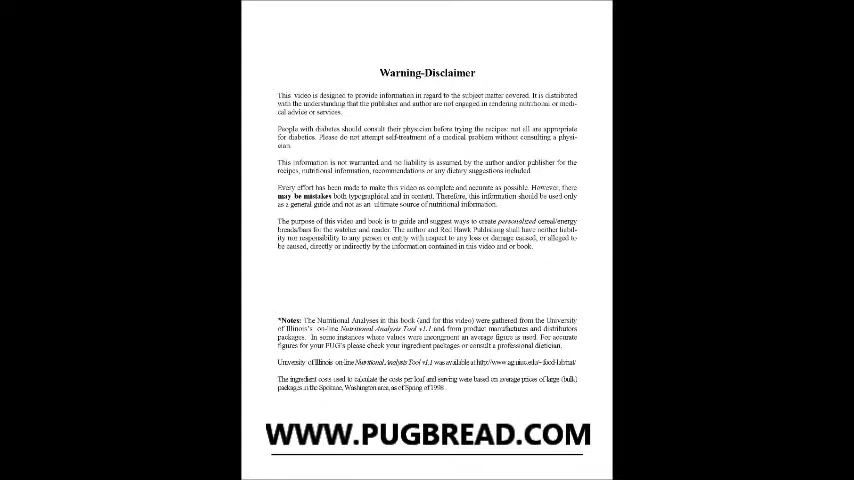 Warning-Disclaimer
This video is designed to provide information in regard to the subject matter covered. It is distributed
with the understanding that the publisher and author are not engaged in rendering nutritional or medi-
cal advice or services.
People with diabetes should consult their physician before trying the recipes: not all are appropriate
for diabetics. Please do not attempt self-treatment of a medical problem without consulting a physi-
cian.
This information is not warranted and no liability is assumed by the author and/or publisher for the
recipes, nutritional information, recommendations or any dietary suggestions included.
Every effort has been made to make this video as complete and accurate as possible. However, there
may be mistakes both typographical and in content. Therefore, this information should be used only
as a general guide and not as an ultimate source of nutritional information.
The purpose of this video and book is to guide and suggest ways to create personalized cereal/energy
breads/bars for the watcher and reader. The author and Red Hawk Publishing shall have neither liabil-
ity nor responsibility to any person or entity with respect to any loss or damage caused, or alleged to
be caused, directly or indirectly by the information contained in this video and or book.
*Notes: The Nutritional Analyses in this book (and for this video) were gathered from the University
of Illinois's on-line Nutritional Analysis Tool v1.1 and from product manufactures and distributors
packages. In some instances where values were incongruent an average figure is used. For accurate
figures for your PUG's please check your ingredient packages or consult a professional dietician.
University of Illinois on-line Nutritional Analysis Tool v1.1 was available at http://www.ag.uiuc.edu/~food-lab/nat/
The ingredient costs used to calculate the costs per loaf and serving were based on average prices of large (bulk)
packages in the Spokane, Washington area, as of Spring of 1998.
WWW.PUGBREAD.COM